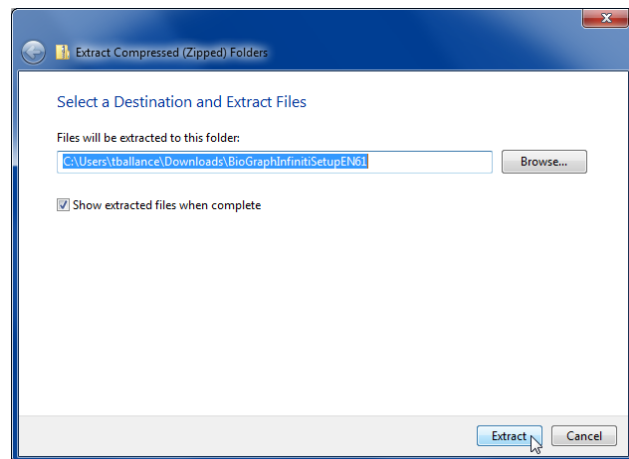 Extract Compressed (Zipped) Folders
Select a Destination and Extract Files
Files will be extracted to this folder:
C:\Users\tballance\Downloads\BioGraphInfinitiSetupEN61
Browse...
Show extracted files when complete
Extract
Cancel